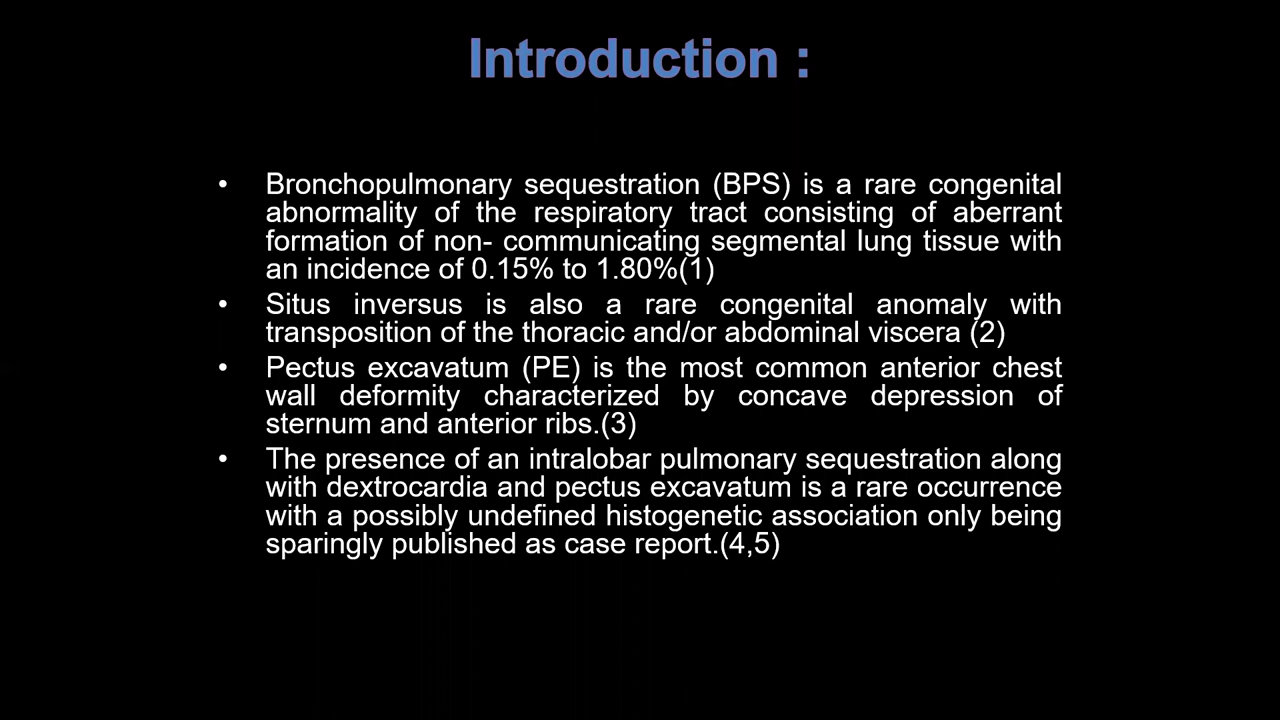 Introduction :
• Bronchopulmonary sequestration (BPS) is a rare congenital
abnormality of the respiratory tract consisting of aberrant
formation of non- communicating segmental lung tissue with
an incidence of 0.15% to 1.80%(1)
• Situs inversus is also a rare congenital anomaly with
transposition of the thoracic and/or abdominal viscera (2)
• Pectus excavatum (PE) is the most common anterior chest
wall deformity characterized by concave depression of
sternum and anterior ribs.(3)
• The presence of an intralobar pulmonary sequestration along
with dextrocardia and pectus excavatum is a rare occurrence
with a possibly undefined histogenetic association only being
sparingly published as case report.(4,5)